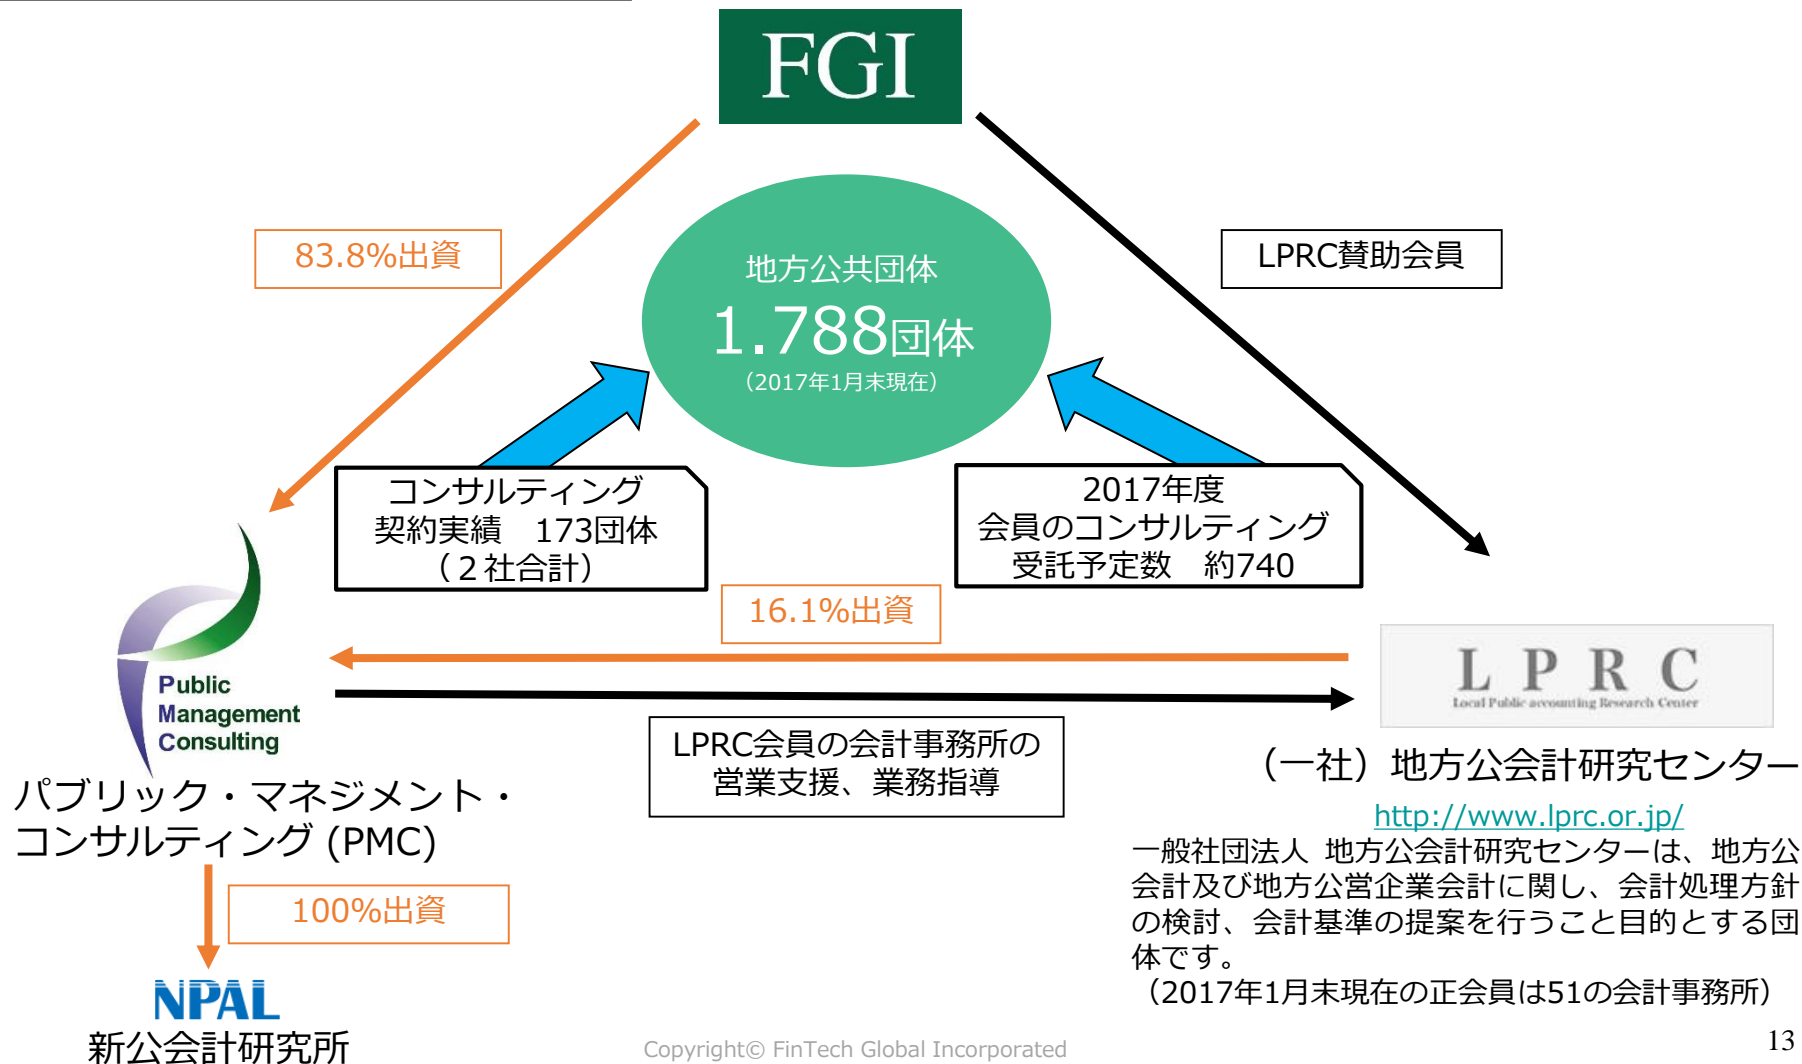 FGI
83.8%出資
LPRC賛助会員
地方公共団体
1.788団体
（2017年1月末現在）
コンサルティング
契約実績　173団体
（２社合計）
2017年度
会員のコンサルティング
受託予定数　約740
16.1%出資
Public
Management
Consulting
L P R C
Local Public accounting Research Center
LPRC会員の会計事務所の
営業支援、業務指導
パブリック・マネジメント・
コンサルティング (PMC)
（一社）地方公会計研究センター
http://www.lprc.or.jp/
一般社団法人 地方公会計研究センターは、地方公
会計及び地方公営企業会計に関し、会計処理方針
の検討、会計基準の提案を行うこと目的とする団
体です。
（2017年1月末現在の正会員は51の会計事務所）
100%出資
NPAL
新公会計研究所
Copyright© FinTech Global Incorporated
13